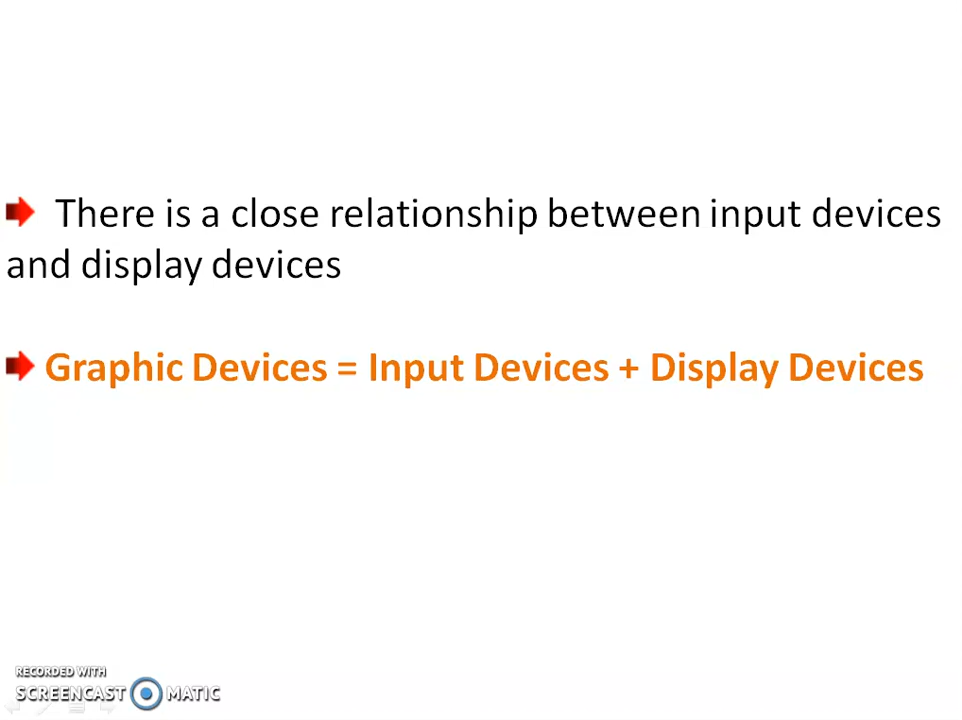 There is a close relationship between input devices
and display devices
Graphic Devices = Input Devices + Display Devices
RECORDED WITH
SCREENCAST MATIC